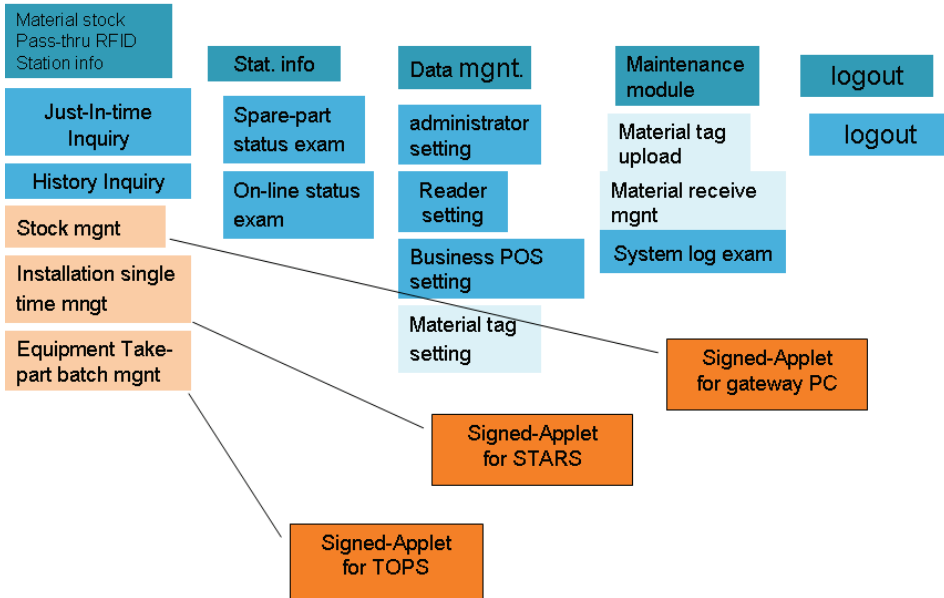 Material stock
Pass-thru RFID
Station info
Just-In-time
Inquiry
History Inquiry
Stock mgnt
Installation single
time mngt
Equipment Take-
part batch mgnt
Stat. info
Spare-part
status exam
On-line status
exam
Data mgnt.
administrator
setting
Reader
setting
Business POS
setting
Material tag
setting
Maintenance
module
Material tag
upload
Material receive
mgnt
System log exam
logout
logout
Signed-Applet
for gateway PC
Signed-Applet
for STARS
Signed-Applet
for TOPS